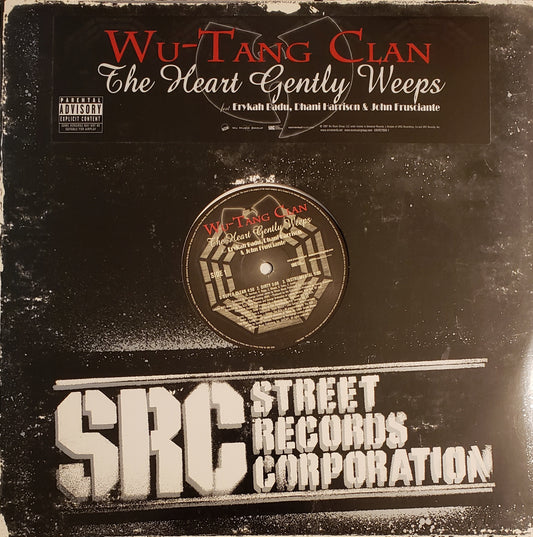 Wu-Tang Clan
The Heart Gently Weeps
feat. Erykah Badu, Dhani Harrison & John Frusciante
PARENTAL
ADVISORY
EXPLICIT CONTENT
Wu-Tang Clan
The Heart Gently Weeps
Erykah Badu, Dhani Harrison
& John Frusciante
SIDE
SRC
STREET
RECORDS
CORPORATION